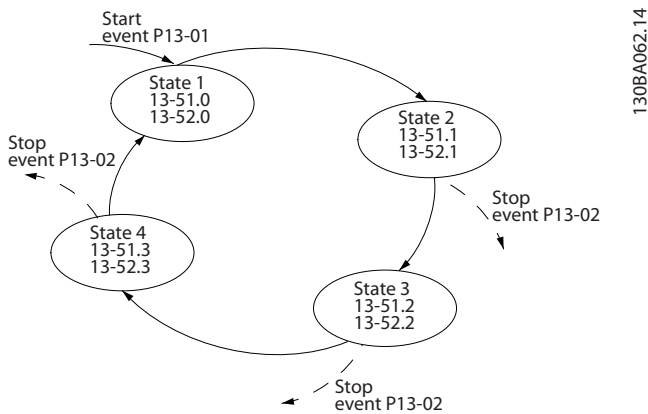 Start
event P13-01
130BA062.14
State 1
13-51.0
13-52.0
State 2
13-51.1
13-52.1
Stop
event P13-02
Stop
event P13-02
State 4
13-51.3
13-52.3
State 3
13-51.2
13-52.2
Stop
event P13-02